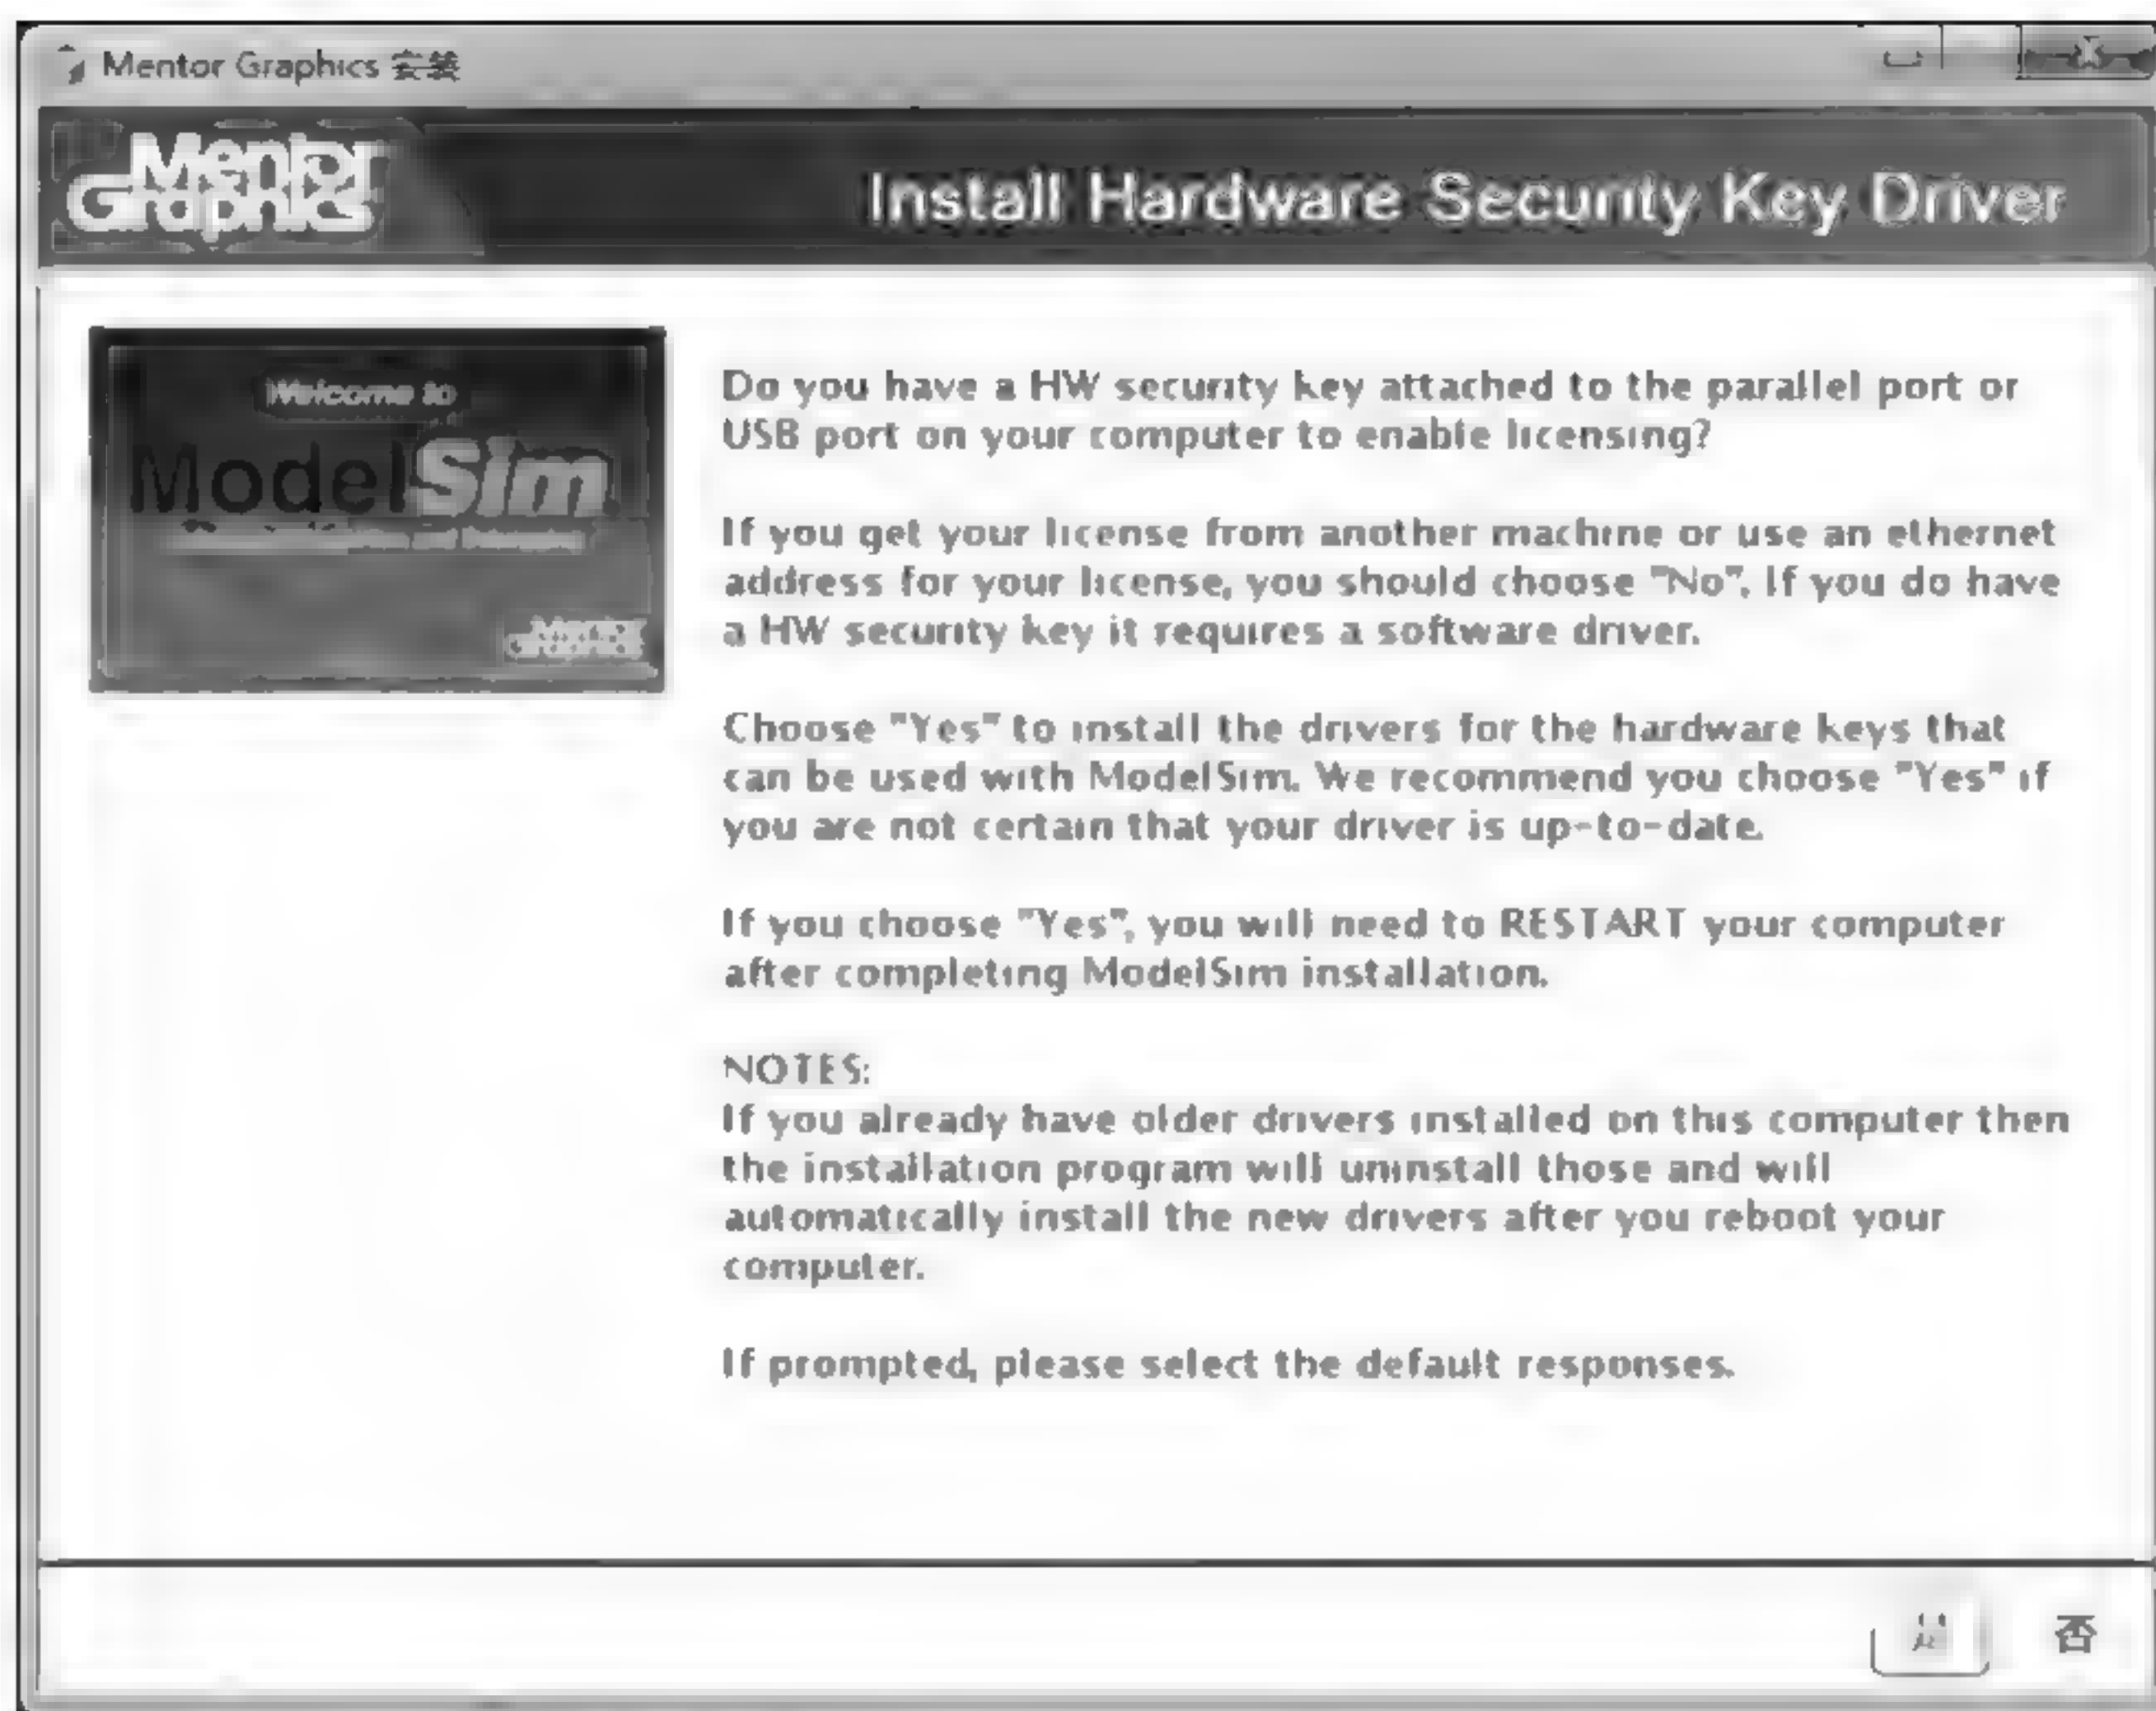 Mentor Graphics 安装
Mentor Graphics
Install Hardware Security Key Driver
Welcome to
ModelSim
Mentor Graphics
Do you have a HW security key attached to the parallel port or
USB port on your computer to enable licensing?
If you get your license from another machine or use an ethernet
address for your license, you should choose "No". If you do have
a HW security key it requires a software driver.
Choose "Yes" to install the drivers for the hardware keys that
can be used with ModelSim. We recommend you choose "Yes" if
you are not certain that your driver is up-to-date.
If you choose "Yes", you will need to RESTART your computer
after completing ModelSim installation.
NOTES:
If you already have older drivers installed on this computer then
the installation program will uninstall those and will
automatically install the new drivers after you reboot your
computer.
If prompted, please select the default responses.
否